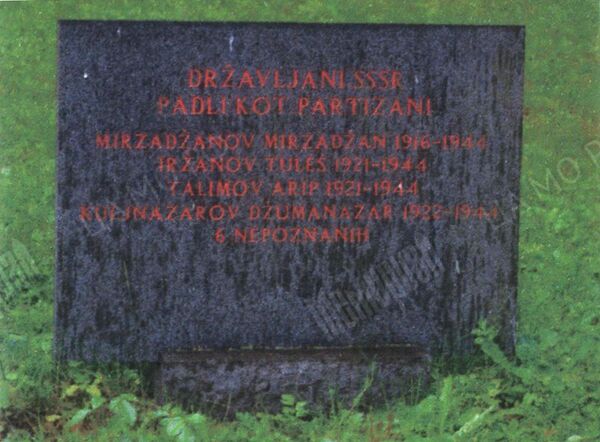 DRŽAVLJANI SSSR
PADLI KOT PARTIZANI
MIRZADŽANOV MIRZADŽAN 1916-1944
IRŽANOV TULES 1921-1944
TALIMOV ARIP 1921-1944
KULJNAZAROV DŽUMANAZAR 1922-1944
6 NEPOZNANIH